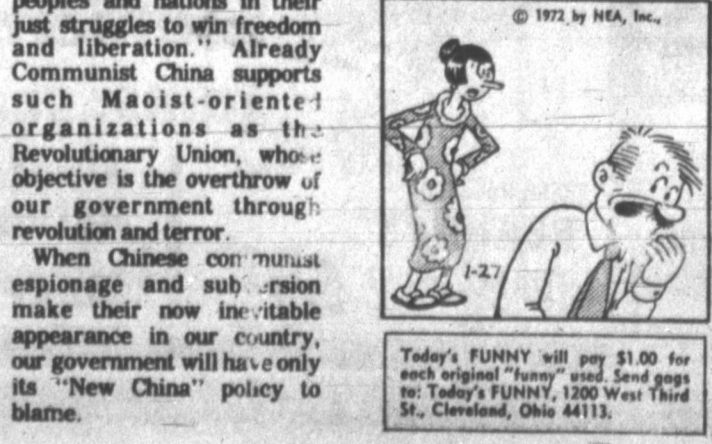 peoples and nations in their
just struggles to win freedom
and liberation." Already
Communist China supports
such Maoist-oriented
organizations as the
Revolutionary Union, whose
objective is the overthrow of
our government through
revolution and terror.
When Chinese communist
espionage and subversion
make their now inevitable
appearance in our country,
our government will have only
its "New China" policy to
blame.
© 1972 by NEA, Inc.,
1-27
Today's FUNNY will pay $1.00 for
each original "funny" used. Send gags
to: Today's FUNNY, 1200 West Third
St., Cleveland, Ohio 44113.